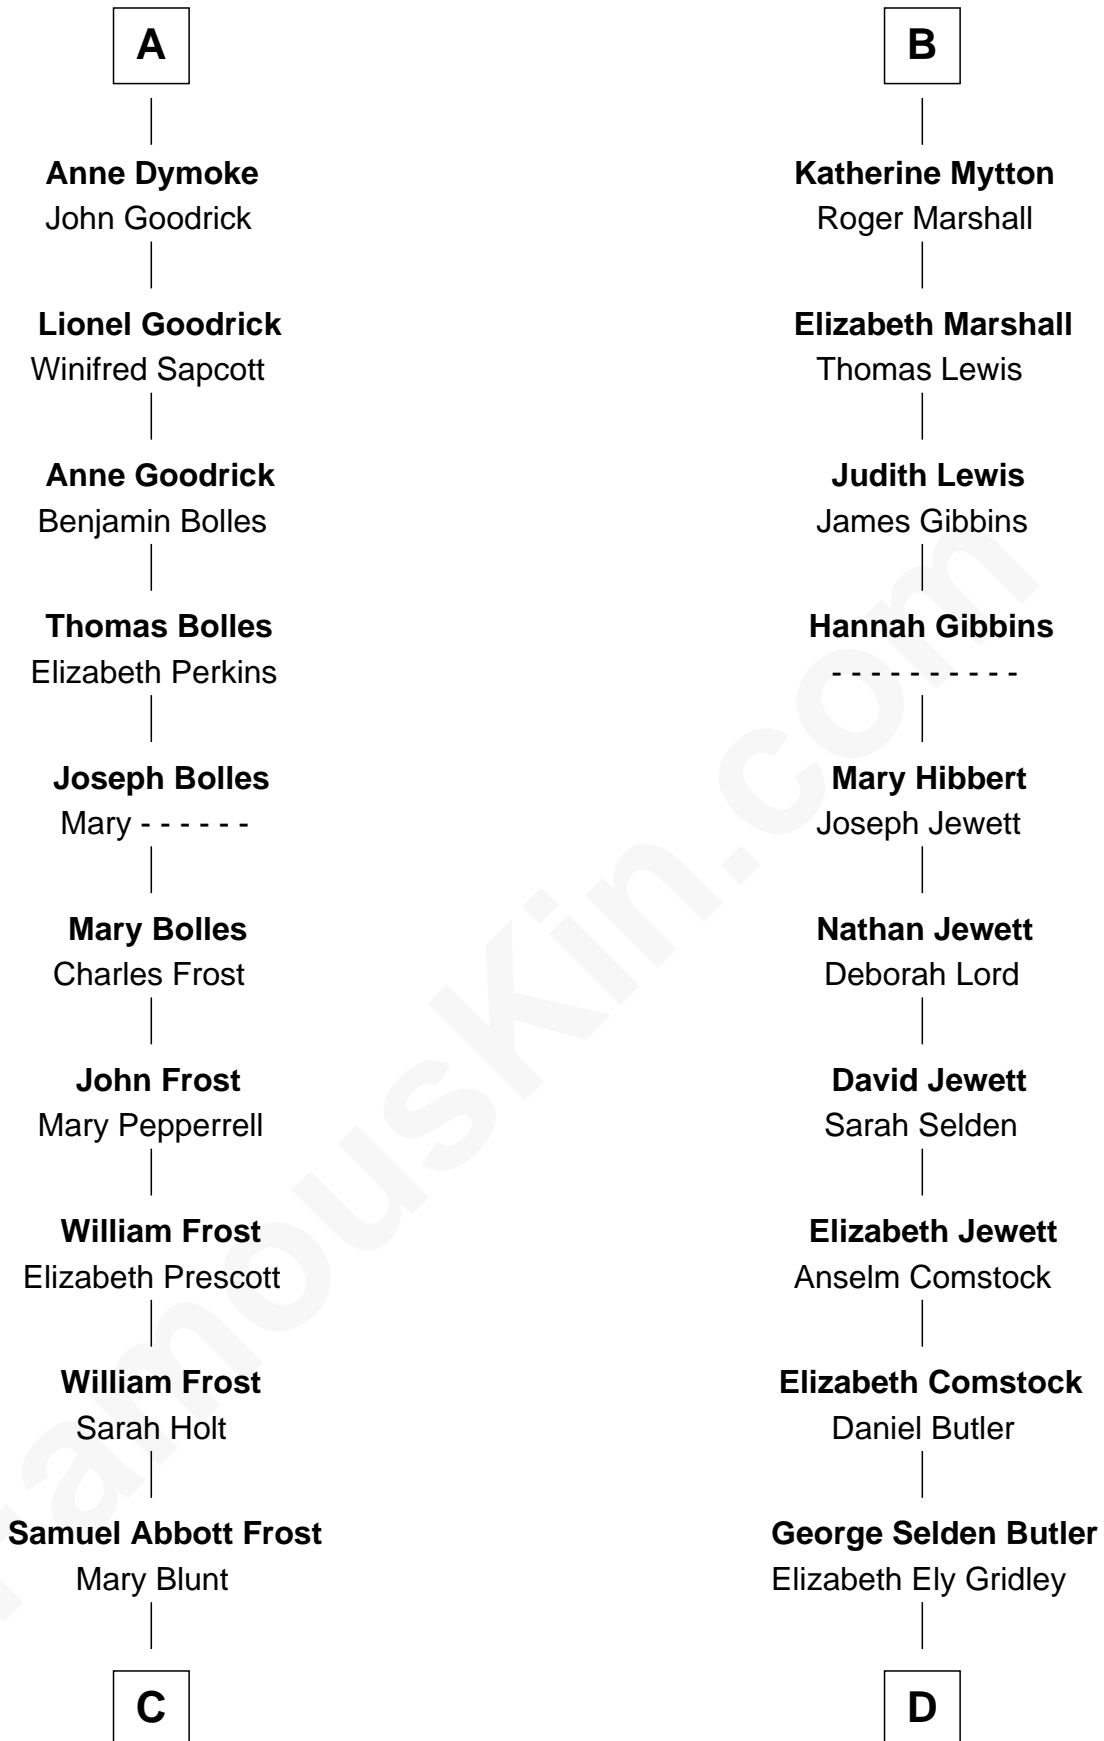 A
Anne Dymoke
John Goodrick
Lionel Goodrick
Winifred Sapcott
Anne Goodrick
Benjamin Bolles
Thomas Bolles
Elizabeth Perkins
Joseph Bolles
Mary - - - - - -
Mary Bolles
Charles Frost
John Frost
Mary Pepperrell
William Frost
Elizabeth Prescott
William Frost
Sarah Holt
Samuel Abbott Frost
Mary Blunt
C
B
Katherine Mytton
Roger Marshall
Elizabeth Marshall
Thomas Lewis
Judith Lewis
James Gibbins
Hannah Gibbins
- - - - - - - - - -
Mary Hibbert
Joseph Jewett
Nathan Jewett
Deborah Lord
David Jewett
Sarah Selden
Elizabeth Jewett
Anselm Comstock
Elizabeth Comstock
Daniel Butler
George Selden Butler
Elizabeth Ely Gridley
D
FamousKin.com